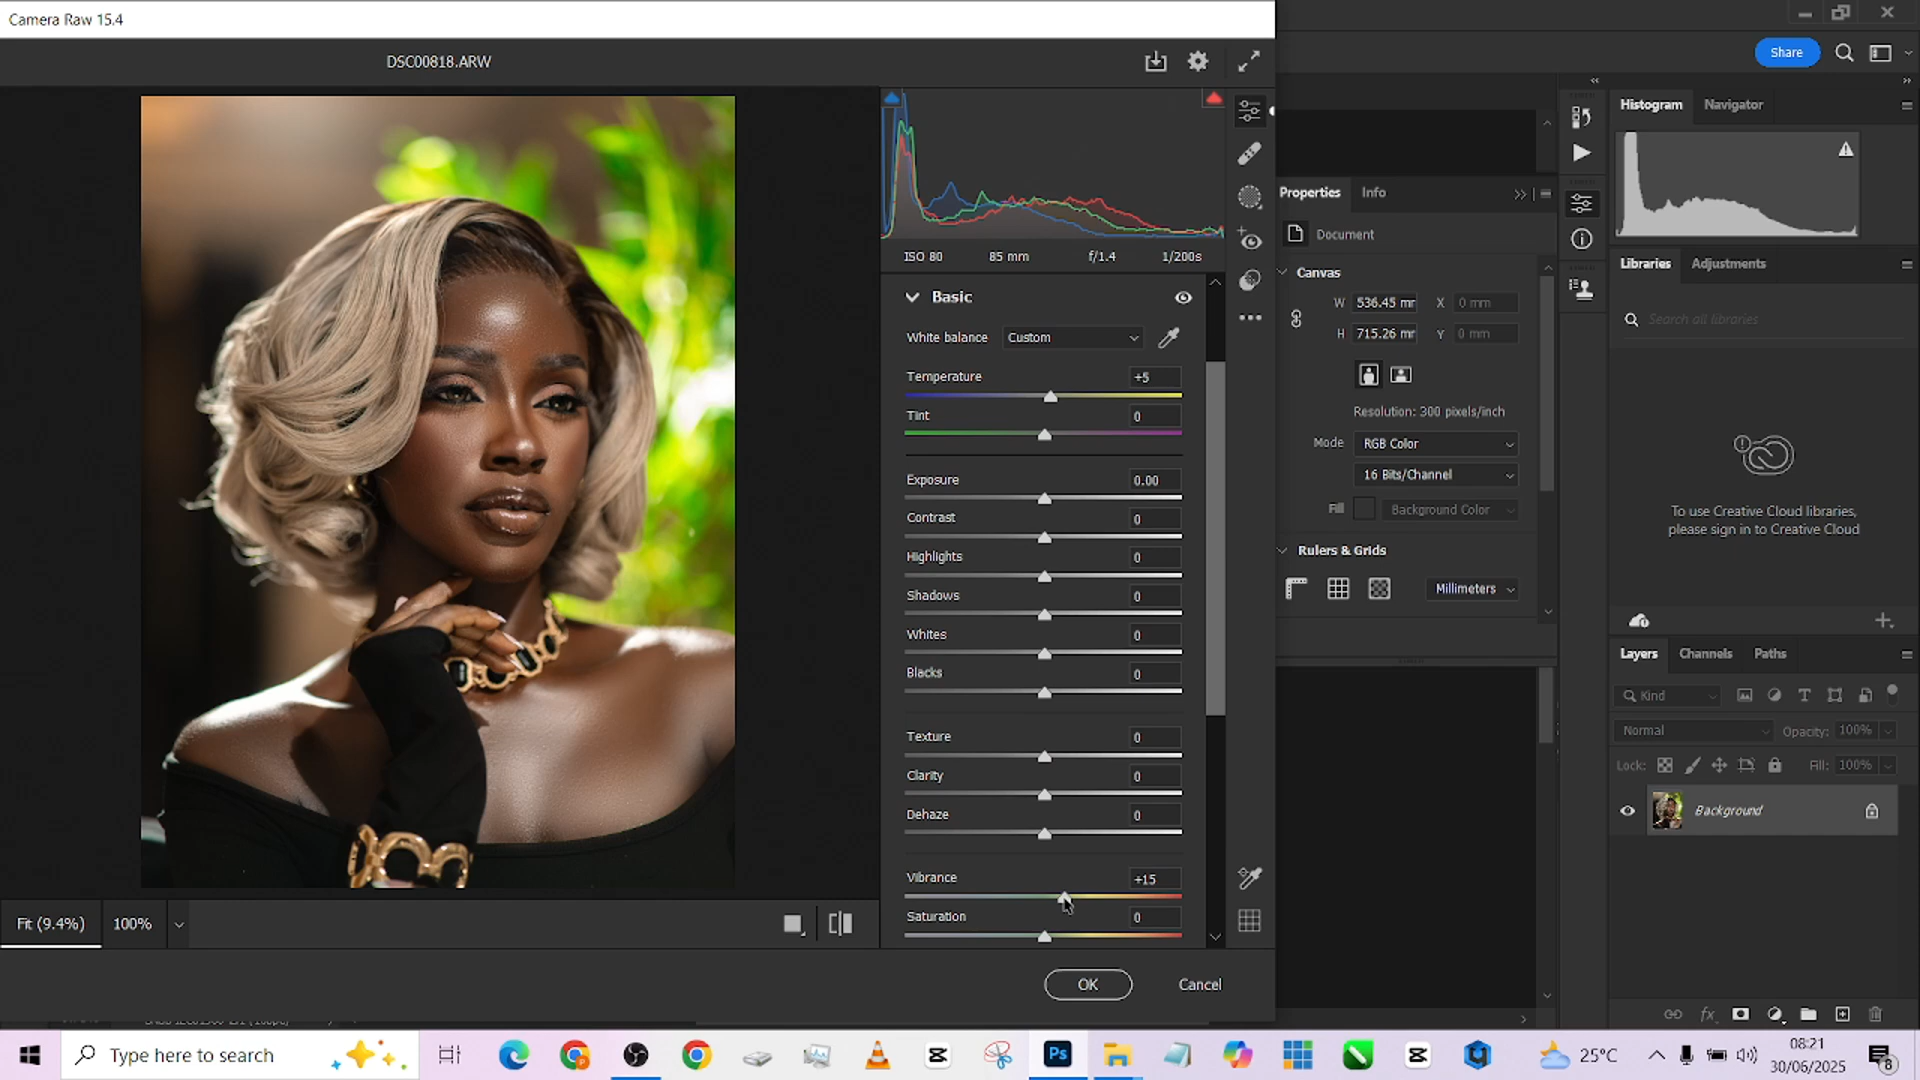 Camera Raw 15.4
DSC00818.ARW
Share
Histogram
Navigator
ISO 80
85 mm
f/1.4
1/200s
Basic
White balance
Custom
Temperature
+5
Tint
0
Exposure
0.00
Contrast
0
Highlights
0
Shadows
0
Whites
0
Blacks
0
Texture
0
Clarity
0
Dehaze
0
Vibrance
+15
Saturation
0
Fit (9.4%)
100%
OK
Cancel
Properties
Info
Document
Canvas
W 536.45 mr X 0 mm
H 715.26 mr Y 0 mm
Resolution: 300 pixels/inch
Mode
RGB Color
16 Bits/Channel
Fill
Background Color
Rulers & Grids
Millimeters
Libraries
Adjustments
Search all libraries
To use Creative Cloud libraries,
please sign in to Creative Cloud
Layers
Channels
Paths
Kind
Normal
Opacity: 100%
Lock:
Fill: 100%
Background
fx
Type here to search
Ps
25°C
08:21
30/06/2025
8